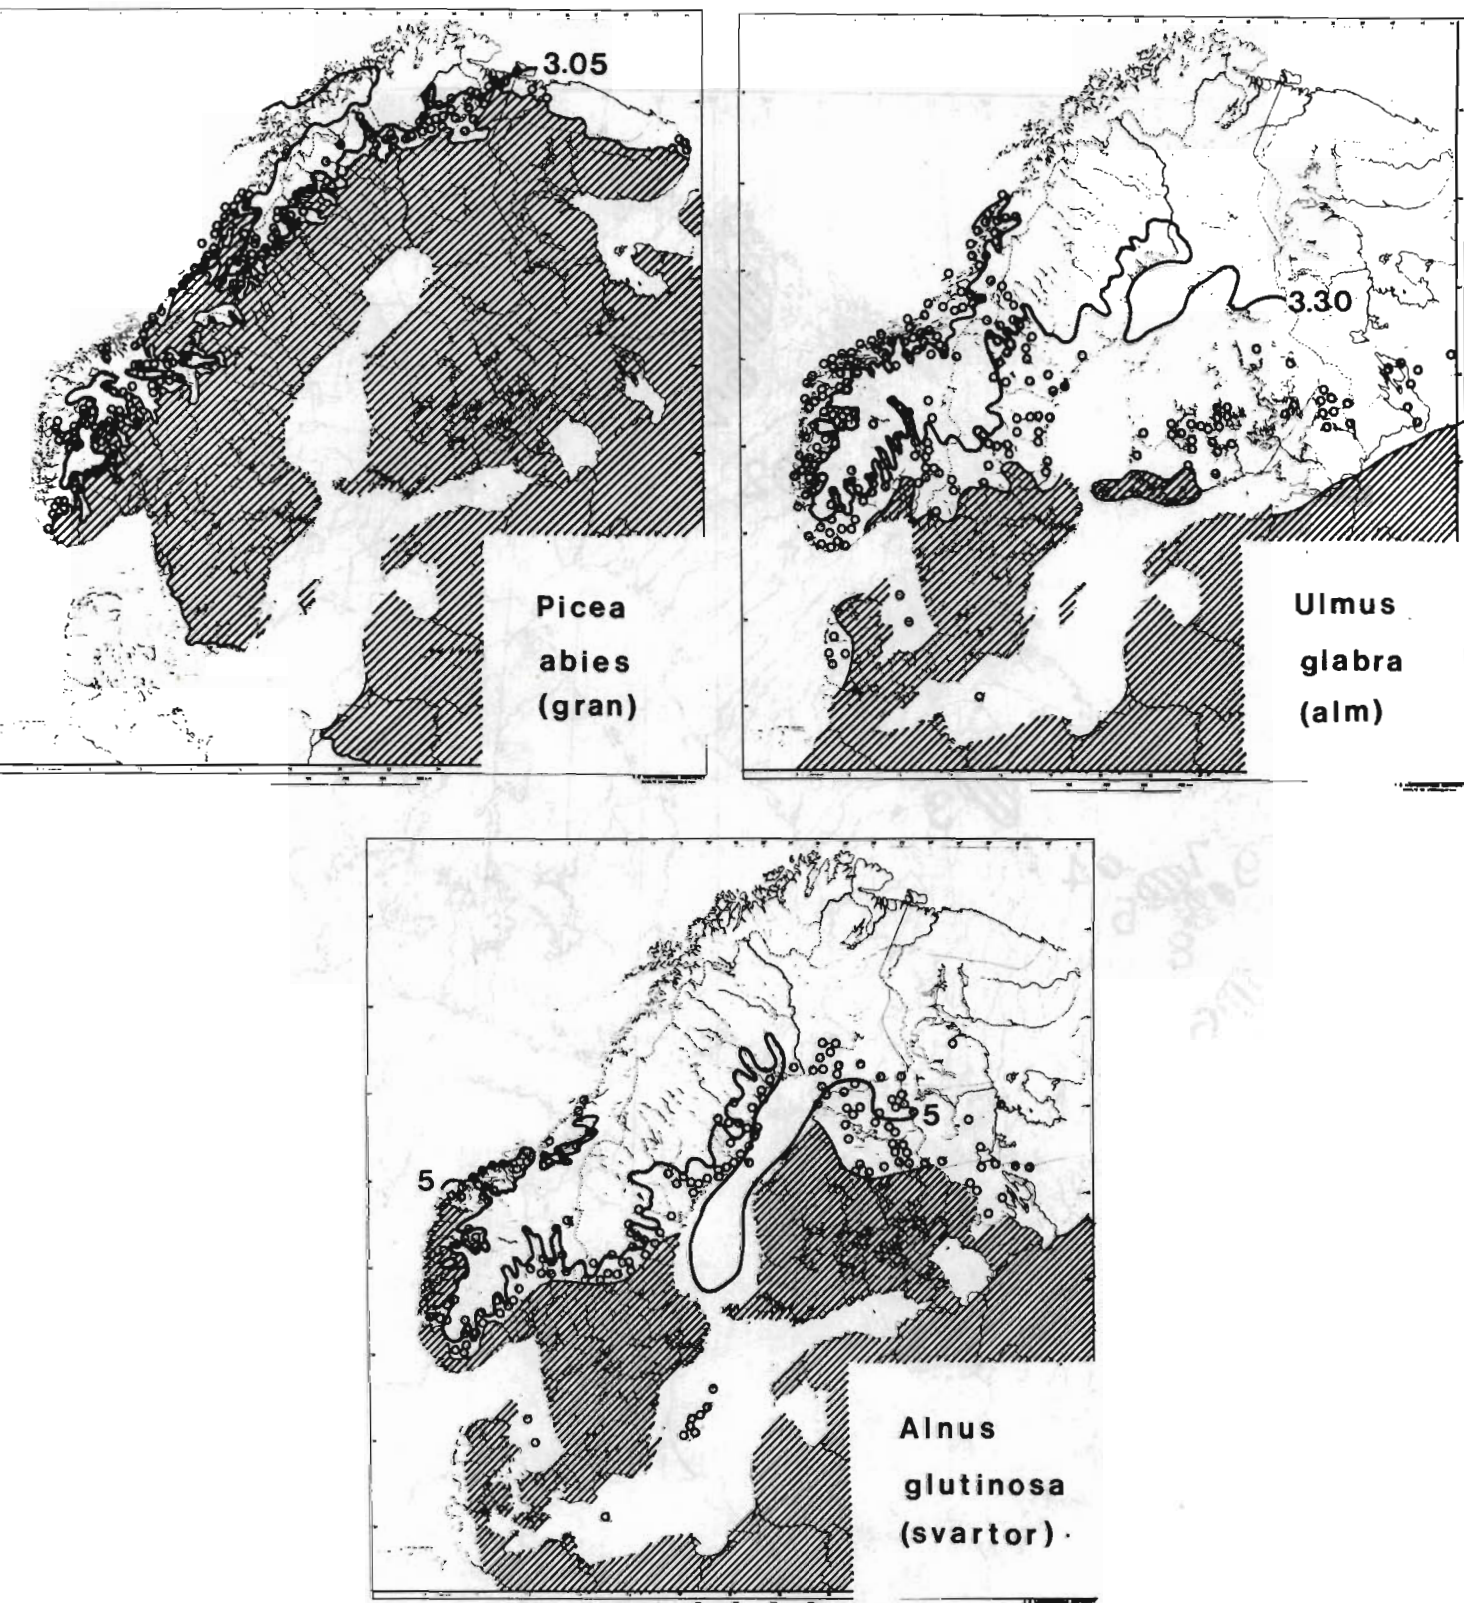 3.05
Picea
abies
(gran)
3.30
Ulmus
glabra
(alm)
5
5
Alnus
glutinosa
(svartor)